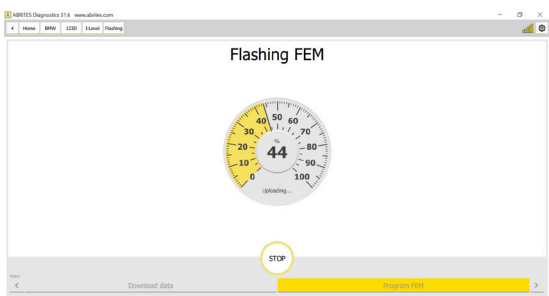 ABRITES Diagnostics 31.6 www.abrites.com
Home BMW 123D I-Level Flashing
Flashing FEM
0 10 20 30 40 50 60 70 80 90 100
%
44
Uploading...
STOP
Download data Program FEM